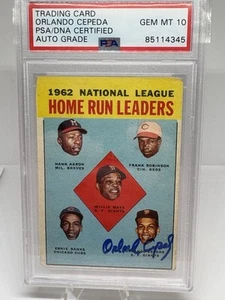 TRADING CARD
ORLANDO CEPEDA GEM MT 10
PSA/DNA CERTIFIED
AUTO GRADE PSA 85114345
1962 NATIONAL LEAGUE
HOME RUN LEADERS
HANK AARON
MIL. BRAVES
FRANK ROBINSON
CIN. REDS
WILLIE MAYS
S. F. GIANTS
ERNIE BANKS
CHICAGO CUBS
Orlando Cepeda
S. F. GIANTS